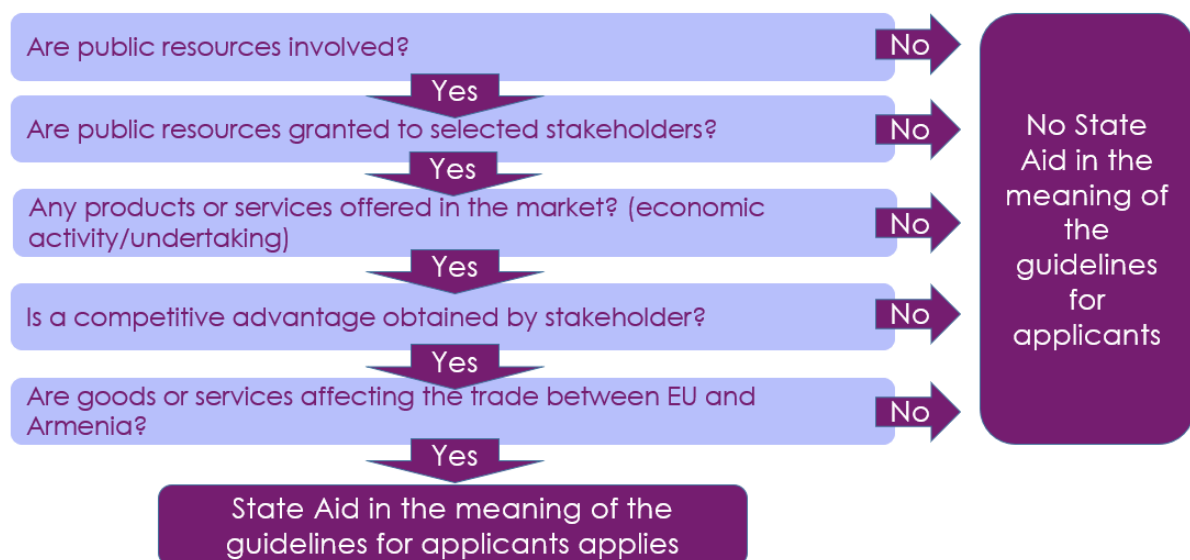 Are public resources involved?
No
Yes
Are public resources granted to selected stakeholders?
No
Yes
Any products or services offered in the market? (economic
activity/undertaking)
No
Yes
Is a competitive advantage obtained by stakeholder?
No
Yes
Are goods or services affecting the trade between EU and
Armenia?
No
Yes
State Aid in the meaning of the
guidelines for applicants applies
No State
Aid in the
meaning of
the
guidelines
for
applicants